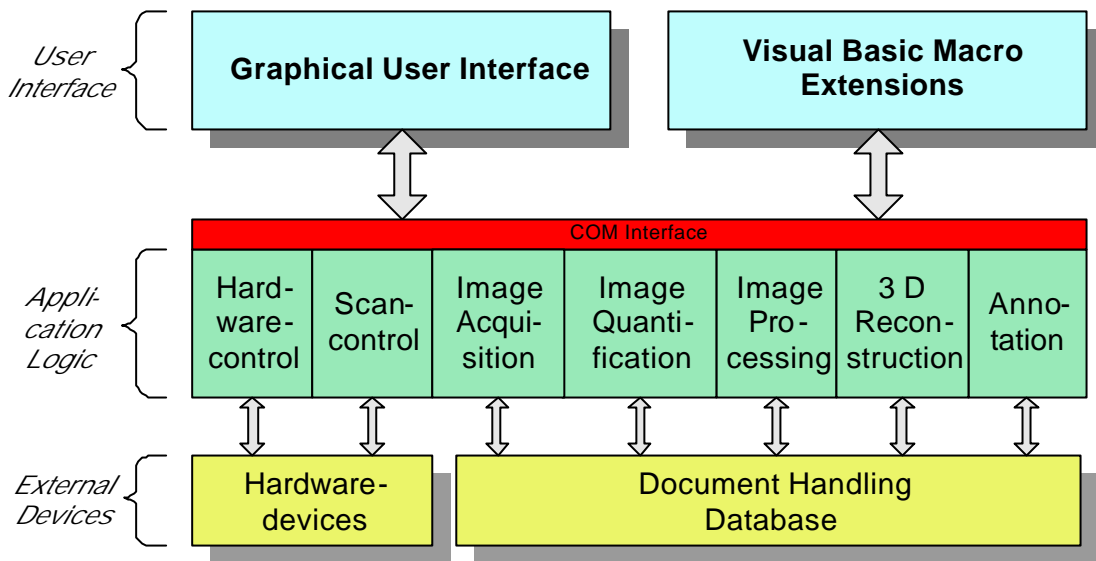 User
Interface
Graphical User Interface
Visual Basic Macro
Extensions
COM Interface
Appli-
cation
Logic
Hard-
ware-
control
Scan-
control
Image
Acqui-
sition
Image
Quanti-
fication
Image
Pro-
cessing
3 D
Recon-
struction
Anno-
tation
External
Devices
Hardware-
devices
Document Handling
Database